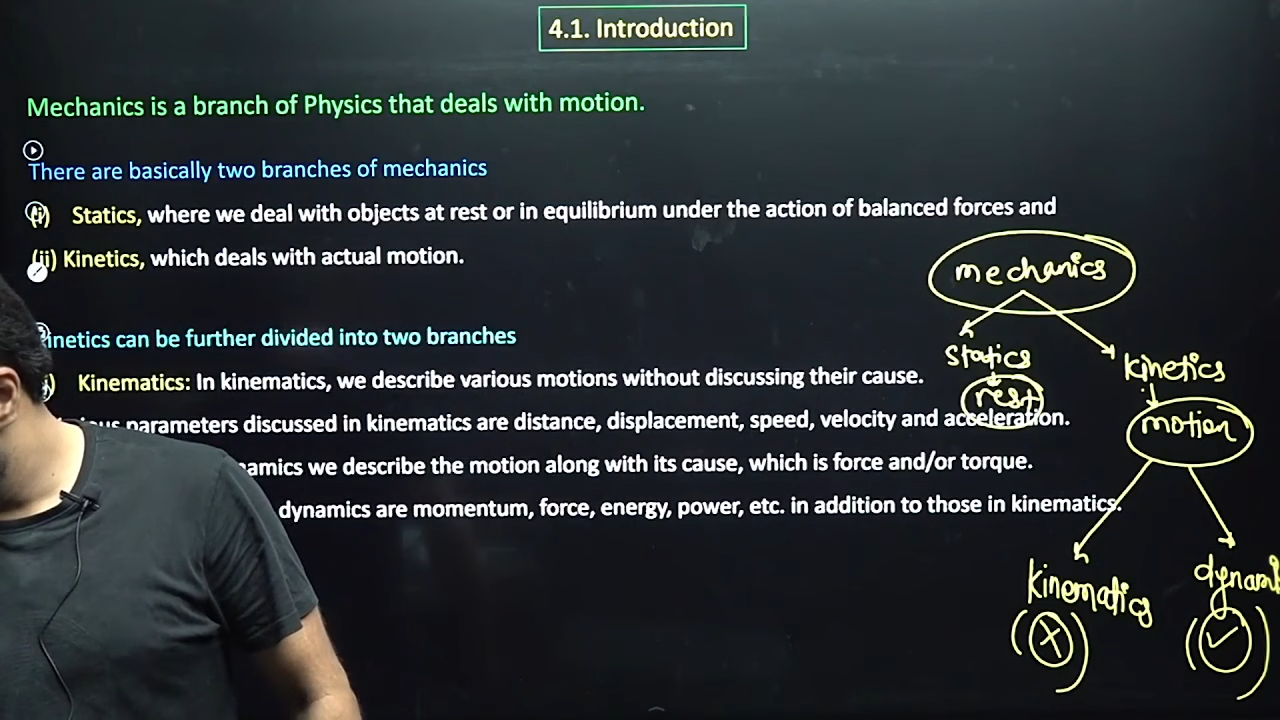 4.1. Introduction
Mechanics is a branch of Physics that deals with motion.
There are basically two branches of mechanics
(i) Statics, where we deal with objects at rest or in equilibrium under the action of balanced forces and
(ii) Kinetics, which deals with actual motion.
inetics can be further divided into two branches
) Kinematics: In kinematics, we describe various motions without discussing their cause.
parameters discussed in kinematics are distance, displacement, speed, velocity and acceleration.
namics we describe the motion along with its cause, which is force and/or torque.
dynamics are momentum, force, energy, power, etc. in addition to those in kinematics.
mechanics
statics
kinetics
rest
motion
kinematics
dynami
(X)
(✓)